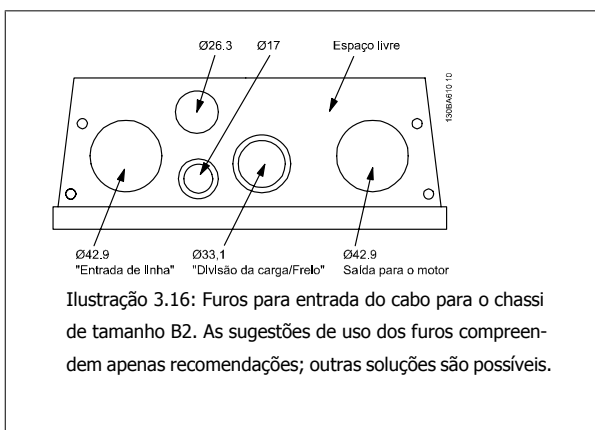 Ø26.3
Ø17
Espaço livre
130BA610 10
Ø42.9
"Entrada de linha"
Ø33,1
"Divisão da carga/Freio"
Ø42.9
Saída para o motor
Ilustração 3.16: Furos para entrada do cabo para o chassi
de tamanho B2. As sugestões de uso dos furos compreen-
dem apenas recomendações; outras soluções são possíveis.